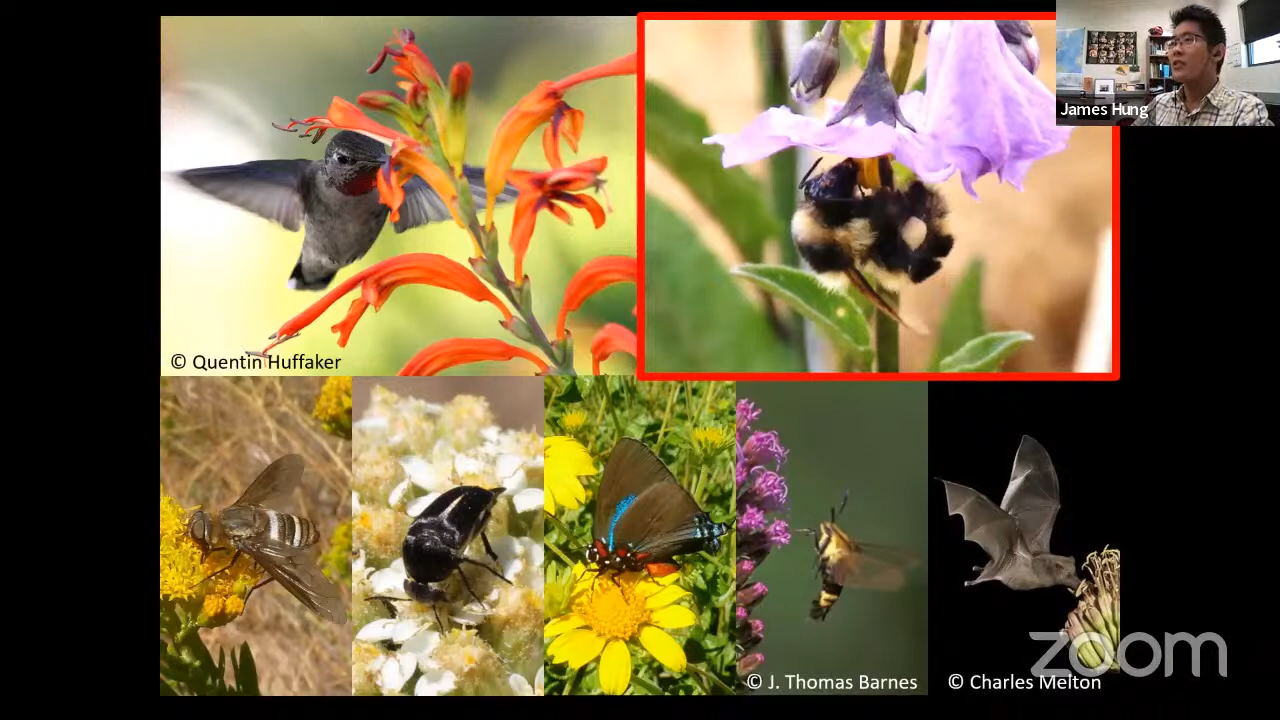 James Hung
© Quentin Huffaker
© J. Thomas Barnes
© Charles Melton
zoom